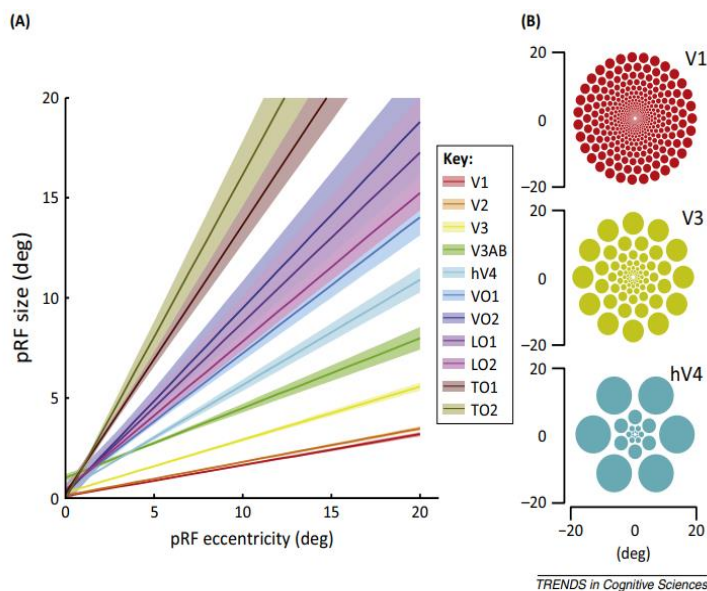 (A)
20
15
10
5
0
pRF size (deg)
0 5 10 15 20
pRF eccentricity (deg)
Key:
V1
V2
V3
V3AB
hV4
VO1
VO2
LO1
LO2
TO1
TO2
(B)
V1
20
0
−20
V3
20
0
−20
hV4
20
0
−20
−20 0 20
(deg)
TRENDS in Cognitive Sciences